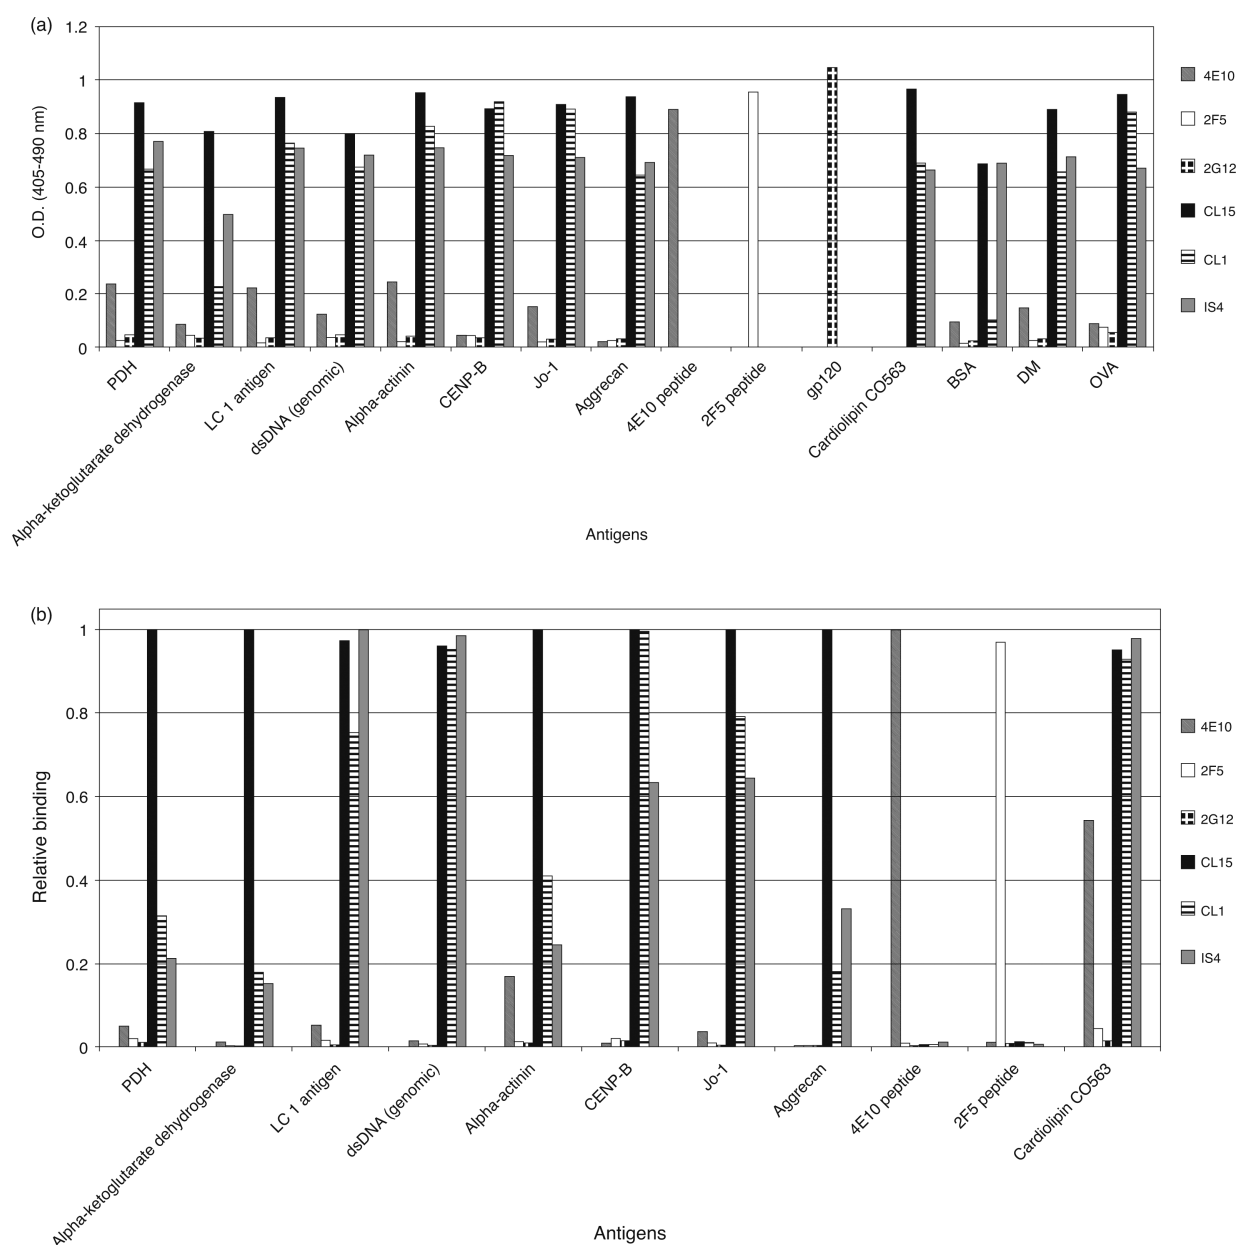 (a)
1.2
1
0.8
0.6
0.4
0.2
0
O.D. (405-490 nm)
PDH
Alpha-ketoglutarate dehydrogenase
LC 1 antigen
dsDNA (genomic)
Alpha-actinin
CENP-B
Jo-1
Aggrecan
4E10 peptide
2F5 peptide
gp120
Cardiolipin CO563
BSA
DM
OVA
Antigens
4E10
2F5
2G12
CL15
CL1
IS4
(b)
1
0.8
0.6
0.4
0.2
0
Relative binding
PDH
Alpha-ketoglutarate dehydrogenase
LC 1 antigen
dsDNA (genomic)
Alpha-actinin
CENP-B
Jo-1
Aggrecan
4E10 peptide
2F5 peptide
Cardiolipin CO563
Antigens
4E10
2F5
2G12
CL15
CL1
IS4